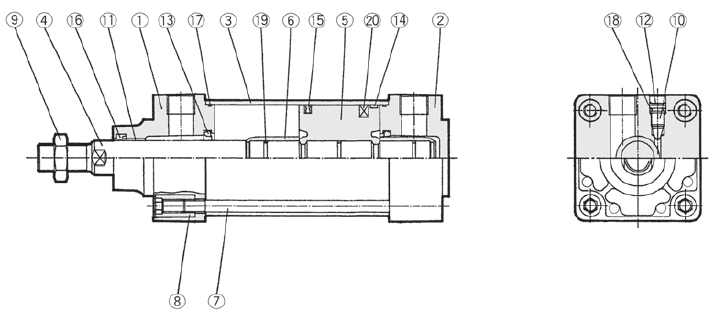 ⑨ ④ ⑯ ⑪ ① ⑬ ⑰ ③ ⑲ ⑥ ⑮ ⑤ ⑳ ⑭ ② ⑱ ⑫ ⑩
⑧ ⑦